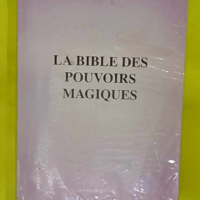 LA BIBLE DES
POUVOIRS
MAGIQUES